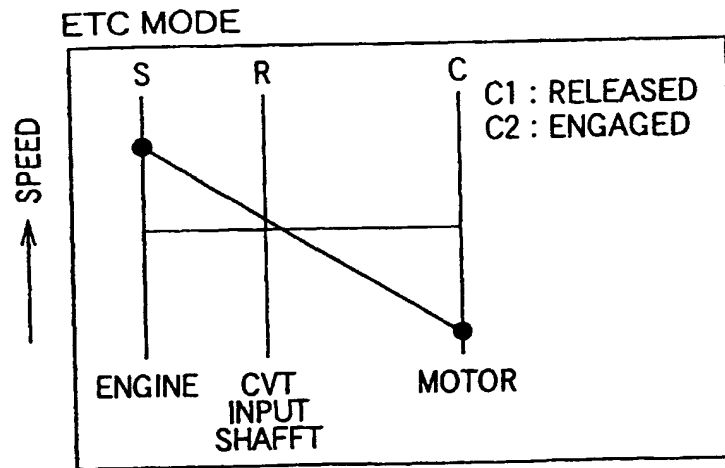 ETC MODE
S R C
C1 : RELEASED
C2 : ENGAGED
SPEED
ENGINE CVT INPUT SHAFFT MOTOR